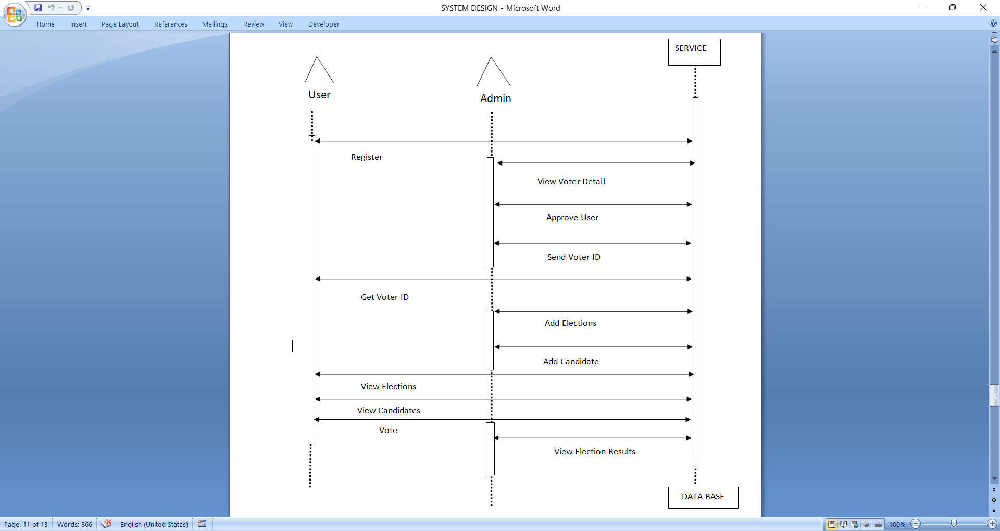 SYSTEM DESIGN - Microsoft Word
Home Insert Page Layout References Mailings Review View Developer
SERVICE
User
Admin
Register
View Voter Detail
Approve User
Send Voter ID
Get Voter ID
Add Elections
Add Candidate
View Elections
View Candidates
Vote
View Election Results
DATA BASE
Page: 11 of 13 Words: 866 English (United States) 100%